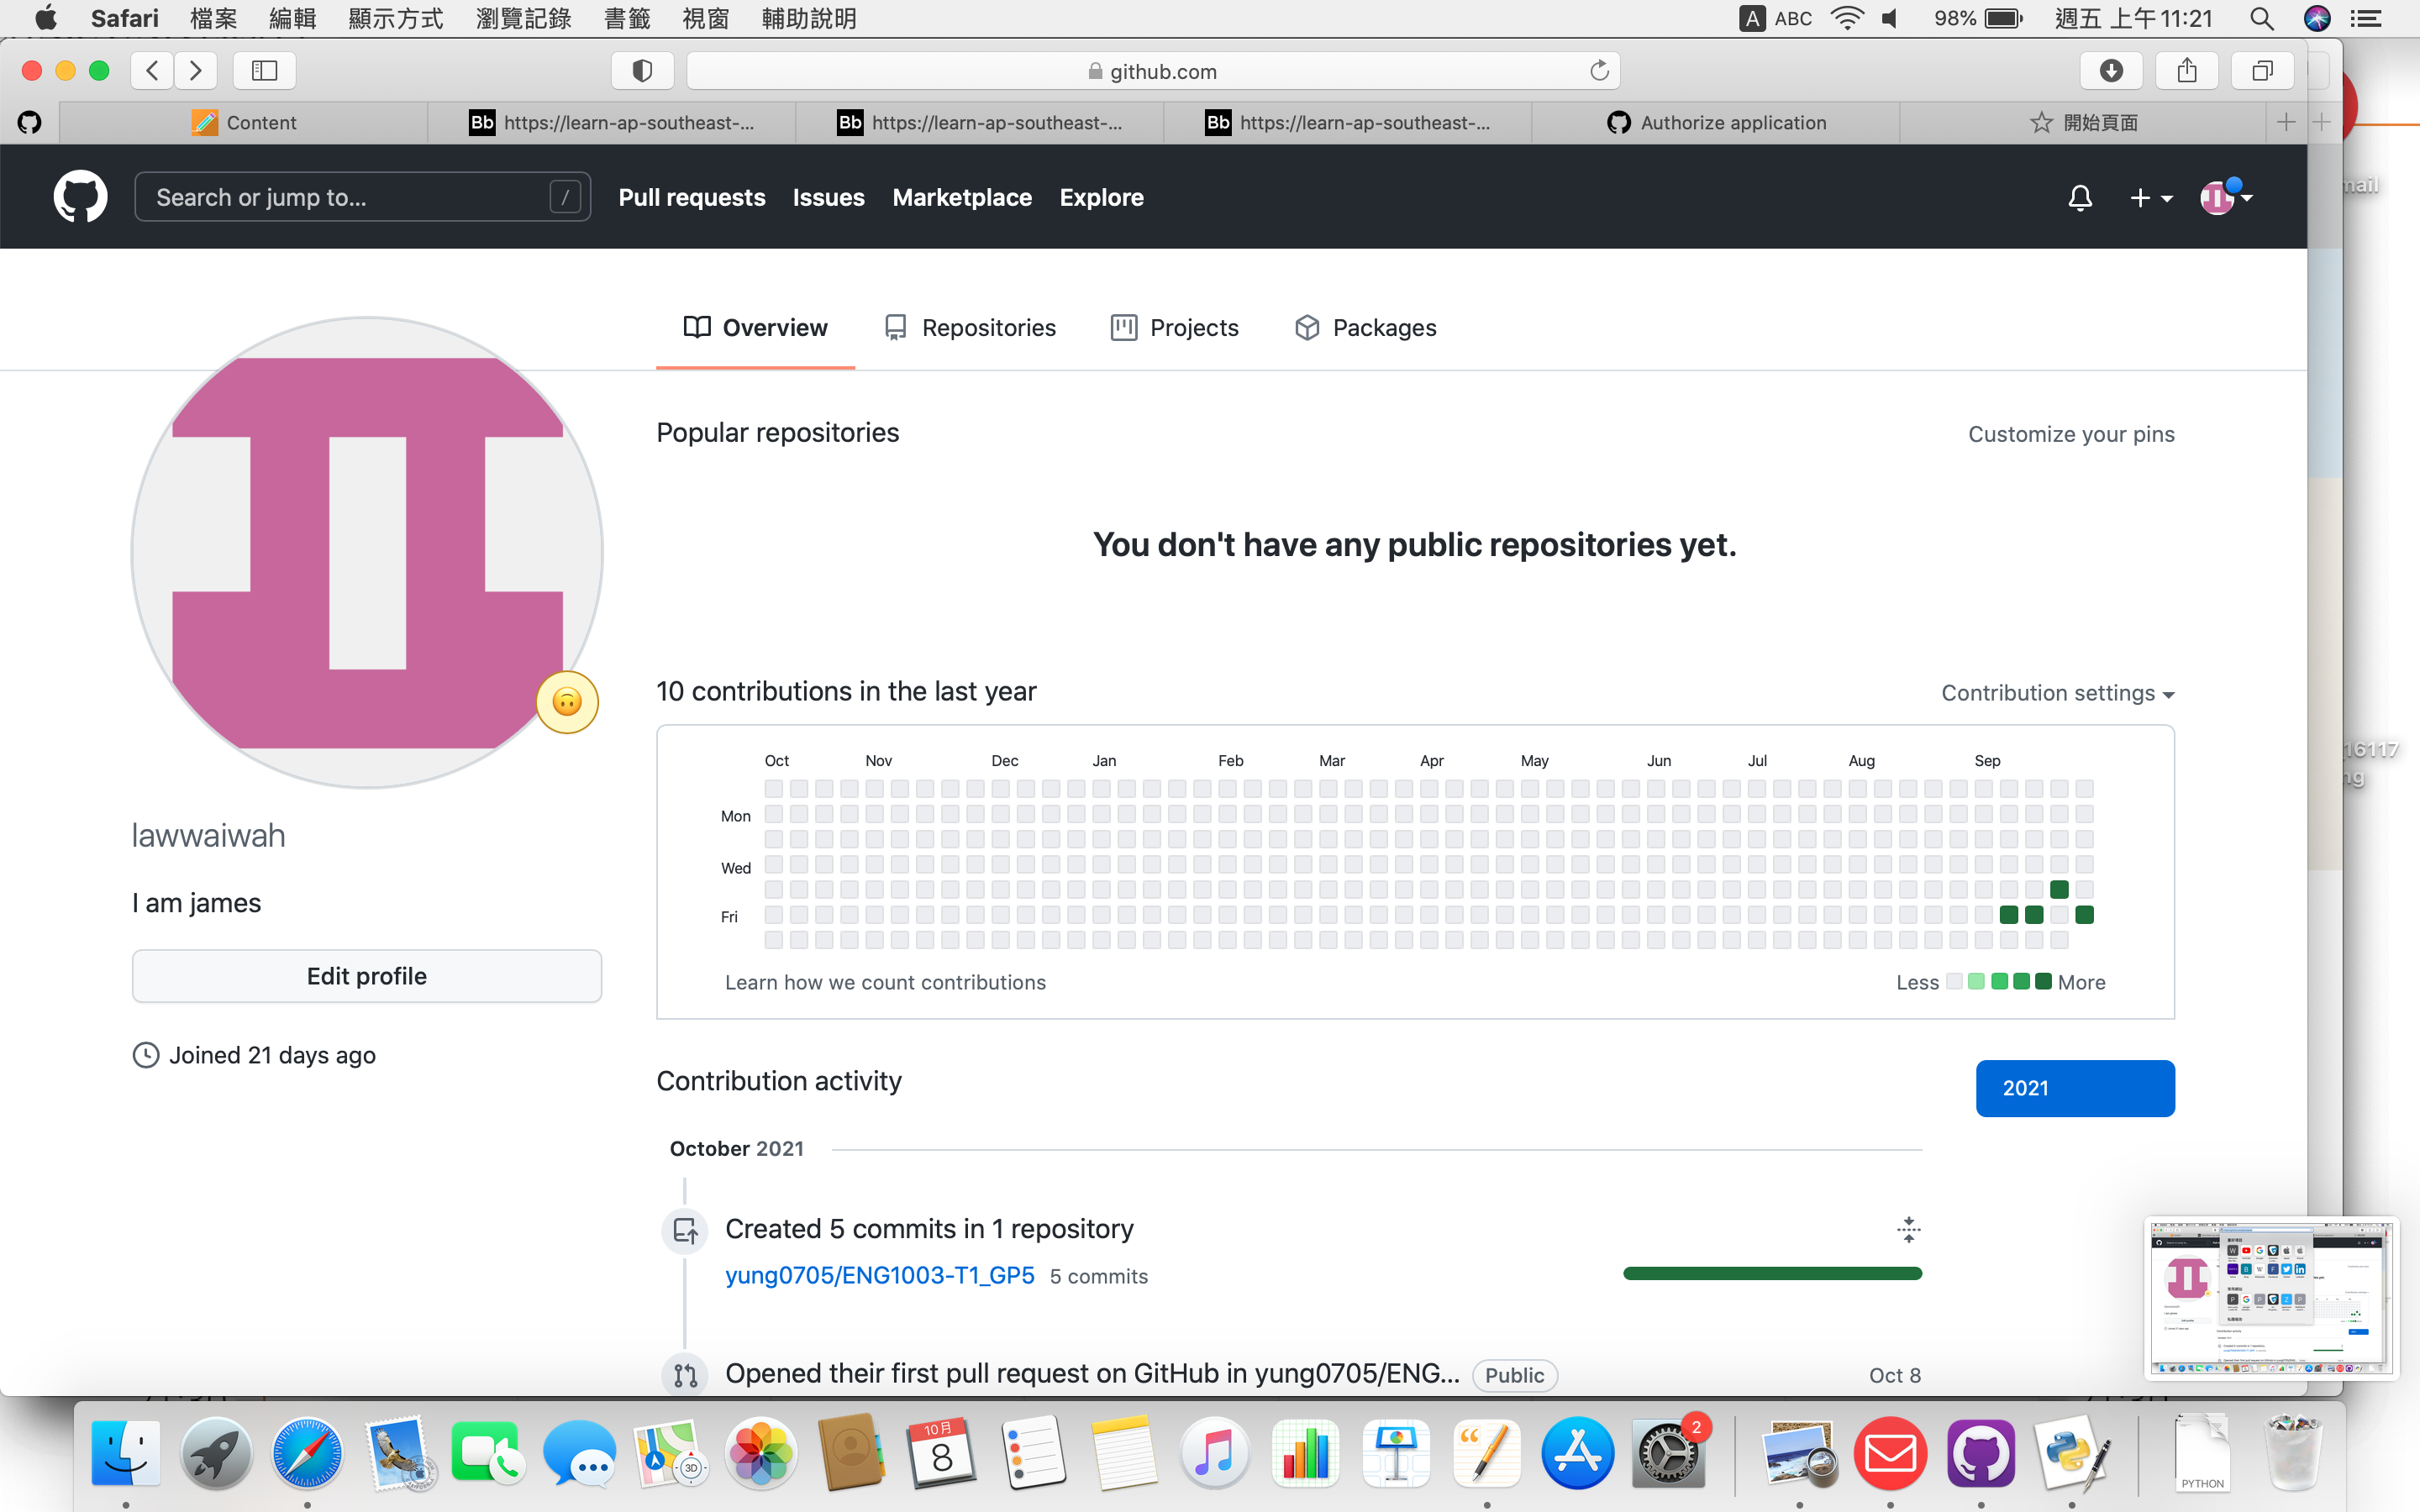 Safari 檔案 編輯 顯示方式 瀏覽記錄 書籤 視窗 輔助說明 A ABC 98% 週五 上午11:21
github.com
Content Bb https://learn-ap-southeast-... Bb https://learn-ap-southeast-... Bb https://learn-ap-southeast-... Authorize application 開始頁面
Search or jump to... / Pull requests Issues Marketplace Explore
mail
Overview Repositories Projects Packages
Popular repositories Customize your pins
You don't have any public repositories yet.
10 contributions in the last year Contribution settings
Oct Nov Dec Jan Feb Mar Apr May Jun Jul Aug Sep
Mon
Wed
Fri
Learn how we count contributions Less More
16117
ng
lawwaiwah
I am james
Edit profile
Joined 21 days ago
Contribution activity 2021
October 2021
Created 5 commits in 1 repository
yung0705/ENG1003-T1_GP5 5 commits
Opened their first pull request on GitHub in yung0705/ENG... Public Oct 8
10月
8
3D
2
PYTHON